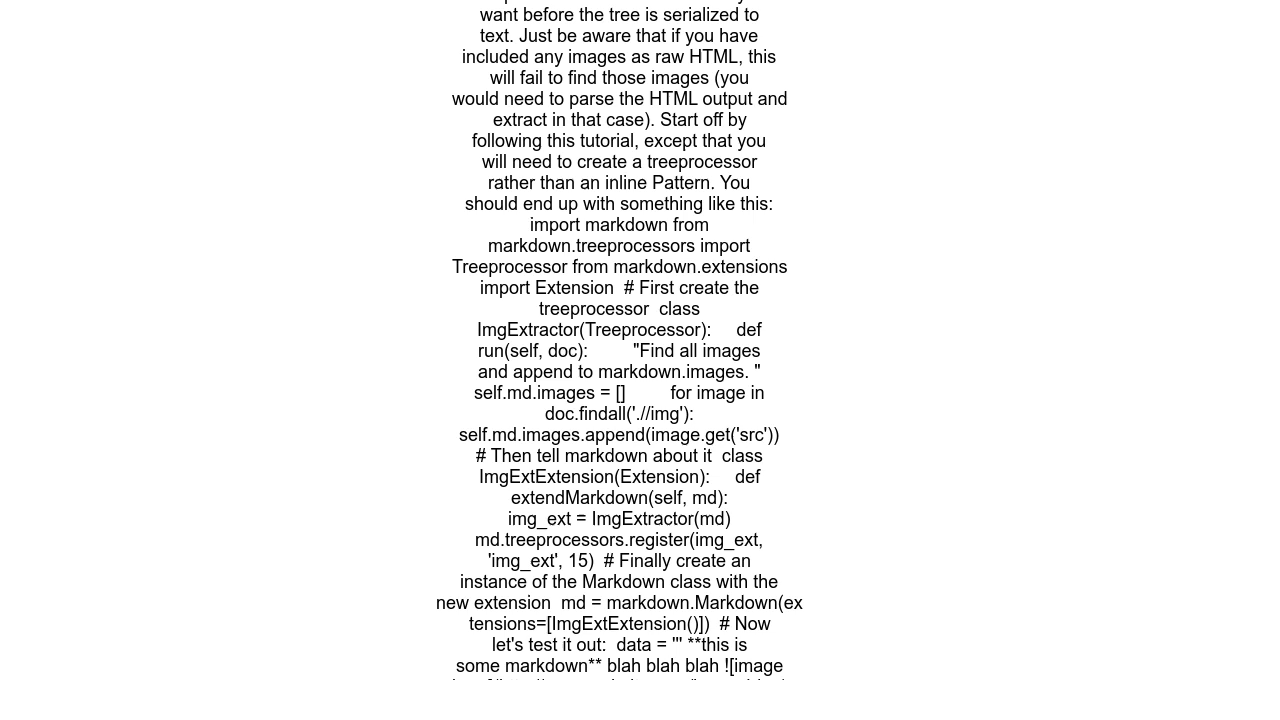 want before the tree is serialized to
text. Just be aware that if you have
included any images as raw HTML, this
will fail to find those images (you
would need to parse the HTML output and
extract in that case). Start off by
following this tutorial, except that you
will need to create a treeprocessor
rather than an inline Pattern. You
should end up with something like this:
import markdown from
markdown.treeprocessors import
Treeprocessor from markdown.extensions
import Extension  # First create the
treeprocessor  class
ImgExtractor(Treeprocessor):     def
run(self, doc):         "Find all images
and append to markdown.images. "
self.md.images = []         for image in
doc.findall('.//img'):
self.md.images.append(image.get('src'))
# Then tell markdown about it  class
ImgExtExtension(Extension):     def
extendMarkdown(self, md):
img_ext = ImgExtractor(md)
md.treeprocessors.register(img_ext,
'img_ext', 15)  # Finally create an
instance of the Markdown class with the
new extension  md = markdown.Markdown(ex
tensions=[ImgExtExtension()])  # Now
let's test it out:  data = ''' **this is
some markdown** blah blah blah ![image